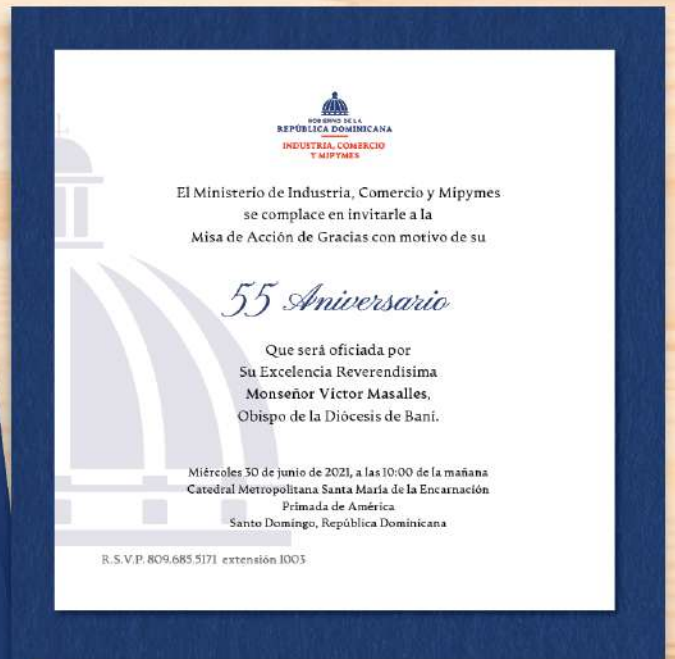 GOBIERNO DE LA
REPÚBLICA DOMINICANA
INDUSTRIA, COMERCIO
Y MIPYMES
El Ministerio de Industria, Comercio y Mipymes
se complace en invitarle a la
Misa de Acción de Gracias con motivo de su
55 Aniversario
Que será oficiada por
Su Excelencia Reverendísima
Monseñor Víctor Masalles,
Obispo de la Diócesis de Baní.
Miércoles 30 de junio de 2021, a las 10:00 de la mañana
Catedral Metropolitana Santa María de la Encarnación
Primada de América
Santo Domingo, República Dominicana
R.S.V.P. 809.685.5171 extensión 1003